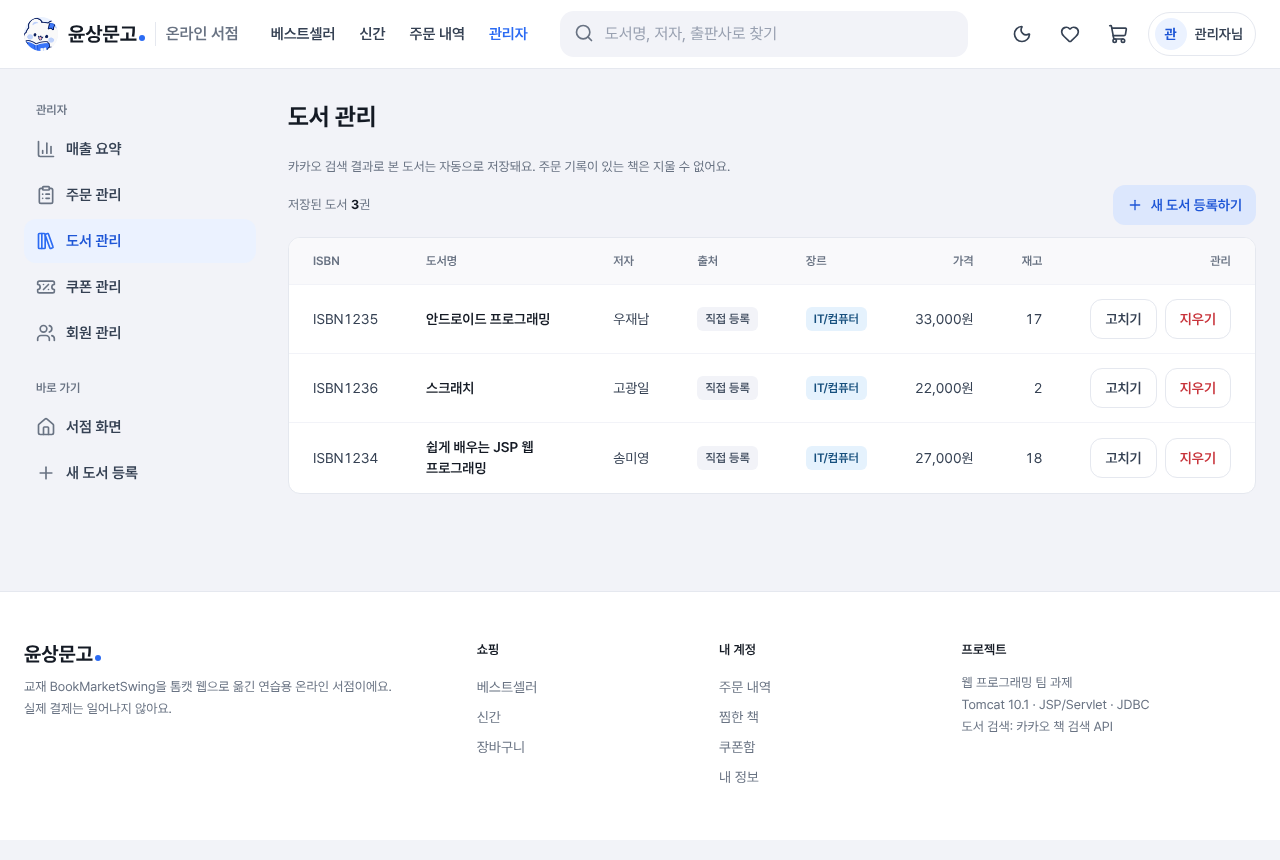 윤상문고
온라인 서점
베스트셀러
신간
주문 내역
관리자
도서명, 저자, 출판사로 찾기
관
관리자님
관리자
매출 요약
주문 관리
도서 관리
쿠폰 관리
회원 관리
바로 가기
서점 화면
새 도서 등록
도서 관리
카카오 검색 결과로 본 도서는 자동으로 저장돼요. 주문 기록이 있는 책은 지울 수 없어요.
저장된 도서 3권
새 도서 등록하기
ISBN 도서명 저자 출처 장르 가격 재고 관리
ISBN1235 안드로이드 프로그래밍 우재남 직접 등록 IT/컴퓨터 33,000원 17 고치기 지우기
ISBN1236 스크래치 고광일 직접 등록 IT/컴퓨터 22,000원 2 고치기 지우기
ISBN1234 쉽게 배우는 JSP 웹
프로그래밍 송미영 직접 등록 IT/컴퓨터 27,000원 18 고치기 지우기
윤상문고
교재 BookMarketSwing을 톰캣 웹으로 옮긴 연습용 온라인 서점이에요.
실제 결제는 일어나지 않아요.
쇼핑
베스트셀러
신간
장바구니
내 계정
주문 내역
찜한 책
쿠폰함
내 정보
프로젝트
웹 프로그래밍 팀 과제
Tomcat 10.1 · JSP/Servlet · JDBC
도서 검색: 카카오 책 검색 API